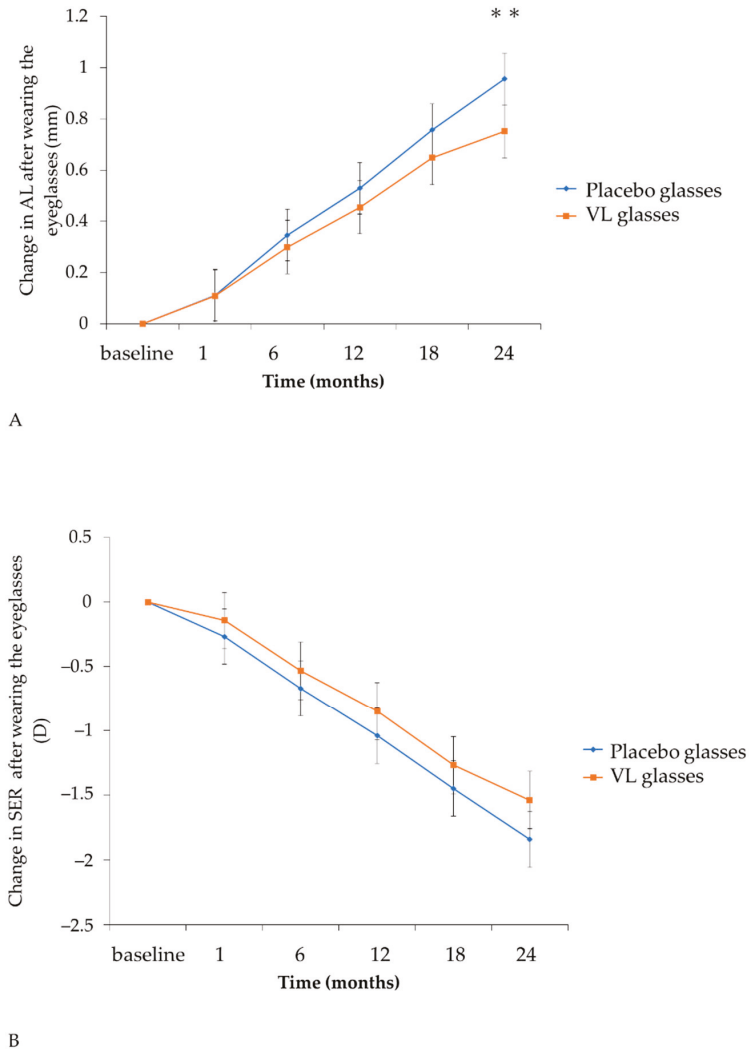 1.2
1
0.8
0.6
0.4
0.2
0
Change in AL after wearing the
eyeglasses (mm)
* *
Placebo glasses
VL glasses
baseline 1 6 12 18 24
Time (months)
A
0.5
0
−0.5
−1
−1.5
−2
−2.5
Change in SER after wearing the eyeglasses
(D)
Placebo glasses
VL glasses
baseline 1 6 12 18 24
Time (months)
B